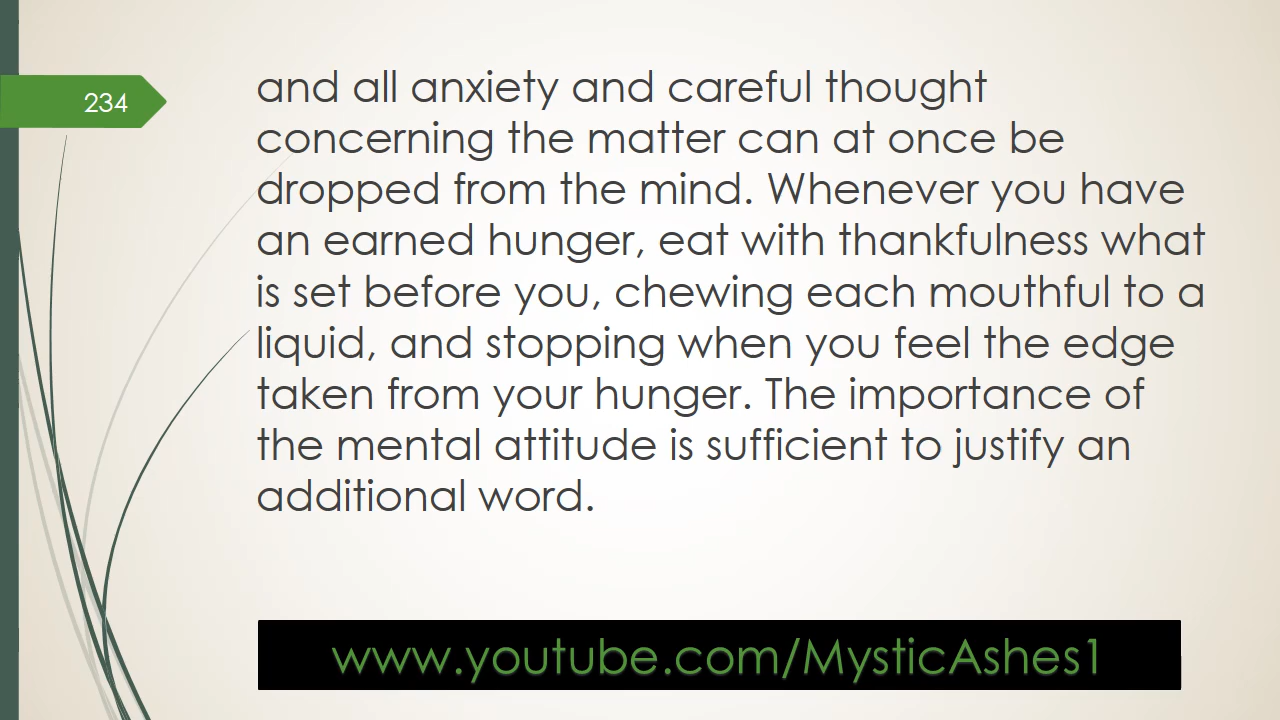 234
and all anxiety and careful thought
concerning the matter can at once be
dropped from the mind. Whenever you have
an earned hunger, eat with thankfulness what
is set before you, chewing each mouthful to a
liquid, and stopping when you feel the edge
taken from your hunger. The importance of
the mental attitude is sufficient to justify an
additional word.
www.youtube.com/MysticAshes1